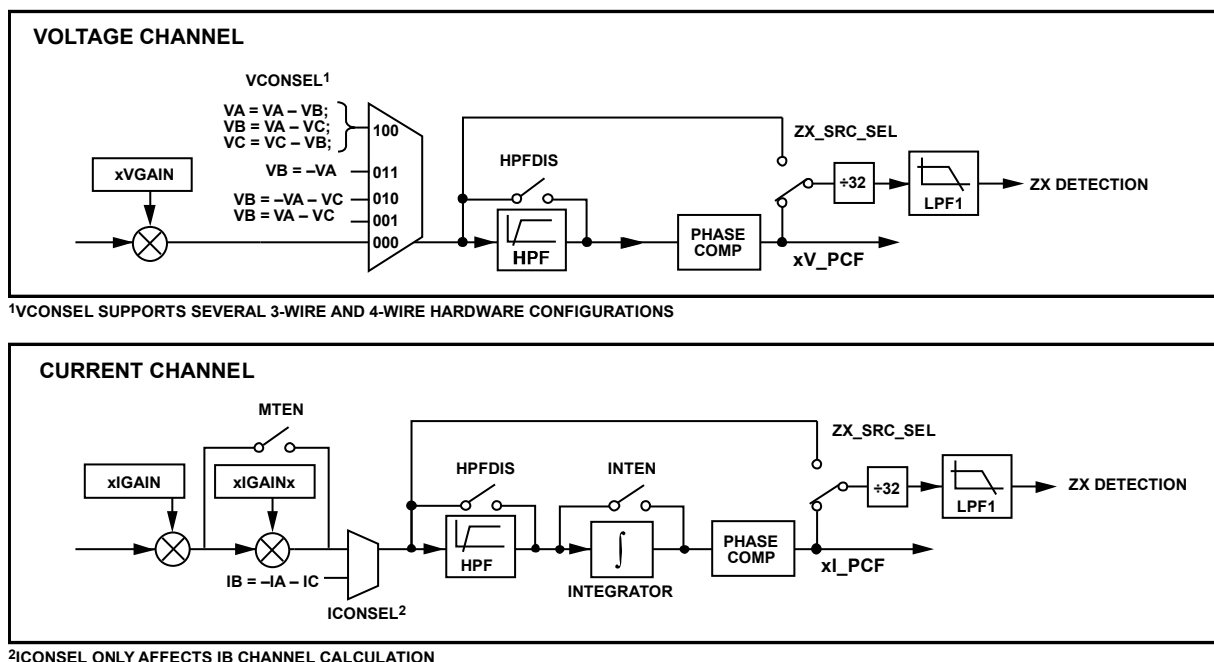 VOLTAGE CHANNEL
VCONSEL¹
VA = VA – VB;
VB = VA – VC;
VC = VC – VB;
100
VB = –VA
011
VB = –VA – VC
010
VB = VA – VC
001
000
xVGAIN
HPFDIS
HPF
PHASE
COMP
xV_PCF
ZX_SRC_SEL
÷32
LPF1
ZX DETECTION
¹VCONSEL SUPPORTS SEVERAL 3-WIRE AND 4-WIRE HARDWARE CONFIGURATIONS
CURRENT CHANNEL
MTEN
xIGAIN
xIGAINx
IB = –IA – IC
ICONSEL²
HPFDIS
HPF
INTEN
∫
INTEGRATOR
PHASE
COMP
xI_PCF
ZX_SRC_SEL
÷32
LPF1
ZX DETECTION
²ICONSEL ONLY AFFECTS IB CHANNEL CALCULATION